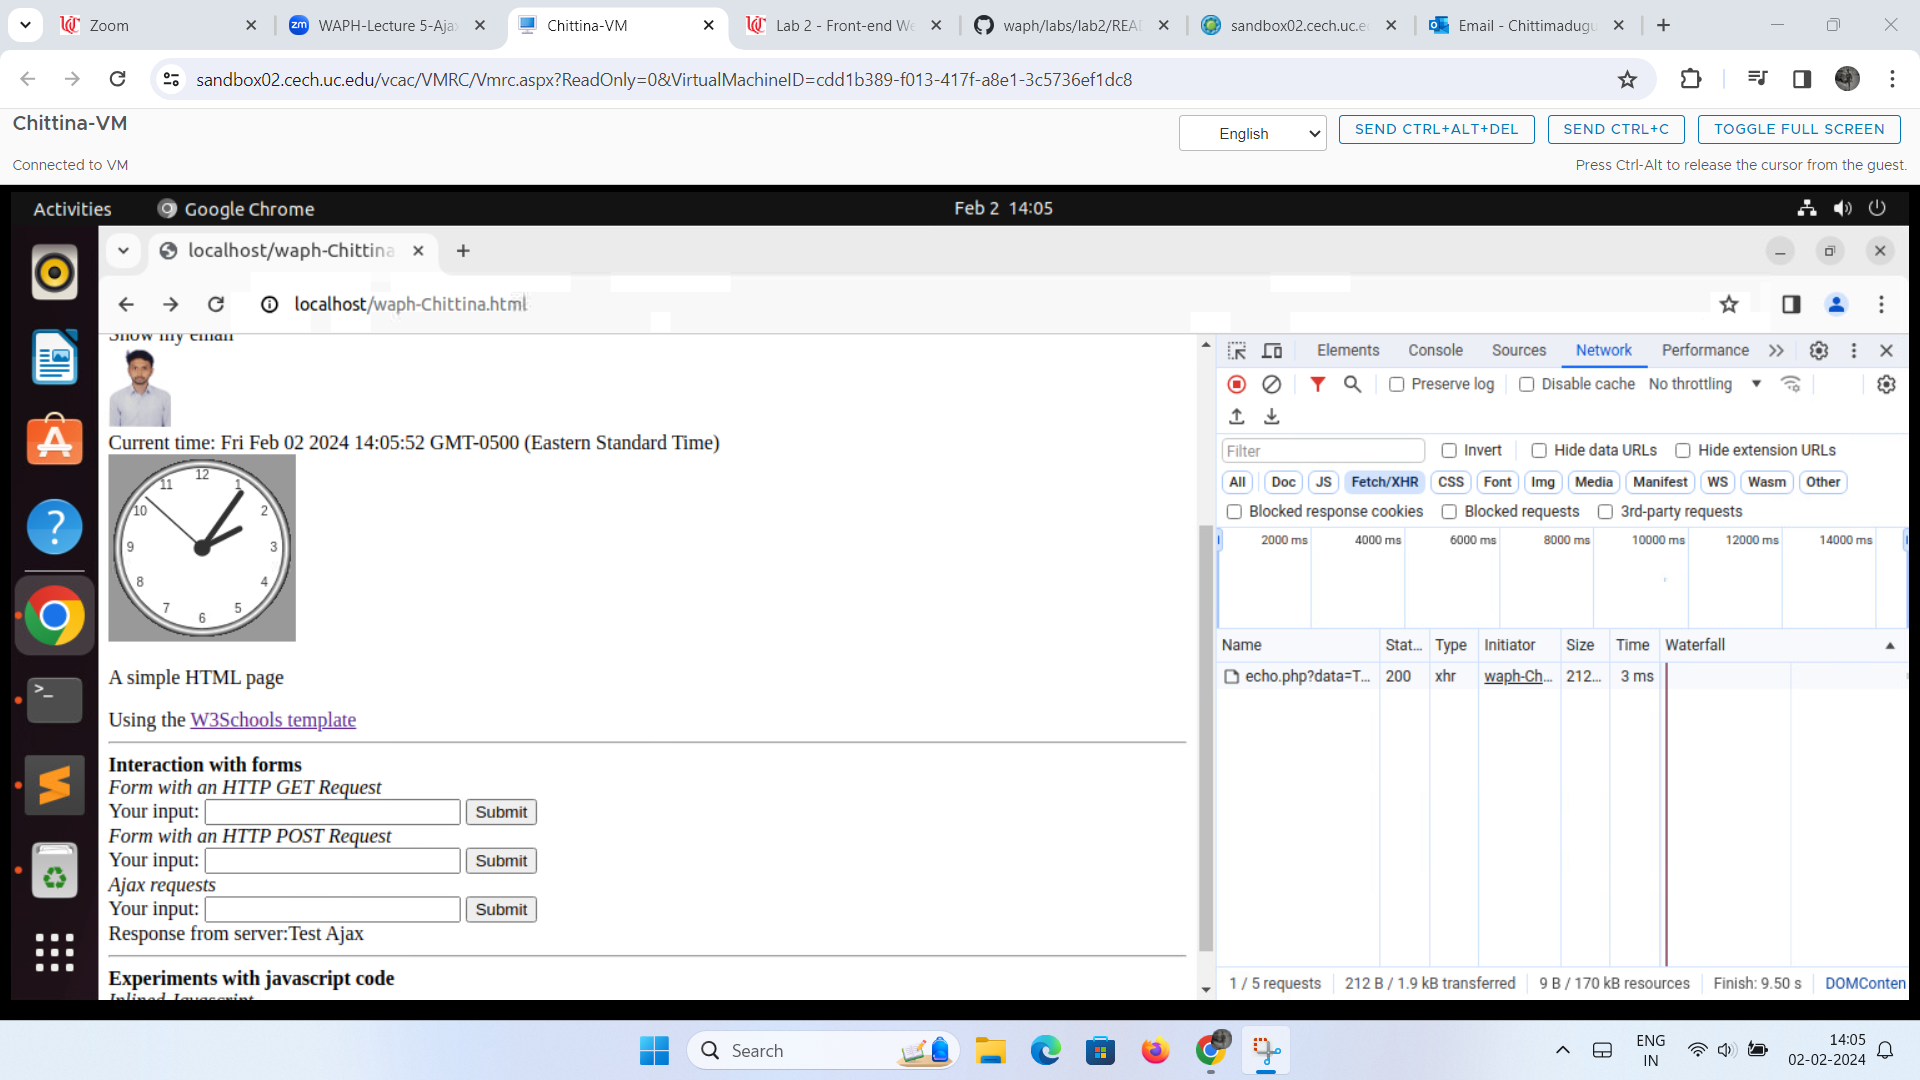 Zoom
WAPH-Lecture 5-Aja
Chittina-VM
Lab 2 - Front-end We
waph/labs/lab2/REA
sandbox02.cech.uc.e
Email - Chittimadugu
sandbox02.cech.uc.edu/vcac/VMRC/Vmrc.aspx?ReadOnly=0&VirtualMachineID=cdd1b389-f013-417f-a8e1-3c5736ef1dc8
Chittina-VM
English
SEND CTRL+ALT+DEL
SEND CTRL+C
TOGGLE FULL SCREEN
Connected to VM
Press Ctrl-Alt to release the cursor from the guest.
Activities
Google Chrome
Feb 2 14:05
localhost/waph-Chittina
localhost/waph-Chittina.html
Show my email
Current time: Fri Feb 02 2024 14:05:52 GMT-0500 (Eastern Standard Time)
12
1
2
3
4
5
6
7
8
9
10
11
A simple HTML page
Using the W3Schools template
Interaction with forms
Form with an HTTP GET Request
Your input: Submit
Form with an HTTP POST Request
Your input: Submit
Ajax requests
Your input: Submit
Response from server:Test Ajax
Experiments with javascript code
Inlined Javascript
Elements Console Sources Network Performance
Preserve log Disable cache No throttling
Filter Invert Hide data URLs Hide extension URLs
All Doc JS Fetch/XHR CSS Font Img Media Manifest WS Wasm Other
Blocked response cookies Blocked requests 3rd-party requests
2000 ms 4000 ms 6000 ms 8000 ms 10000 ms 12000 ms 14000 ms
Name Stat... Type Initiator Size Time Waterfall
echo.php?data=T... 200 xhr waph-Ch... 212... 3 ms
1 / 5 requests 212 B / 1.9 kB transferred 9 B / 170 kB resources Finish: 9.50 s DOMConten
Search
ENG
IN
14:05
02-02-2024